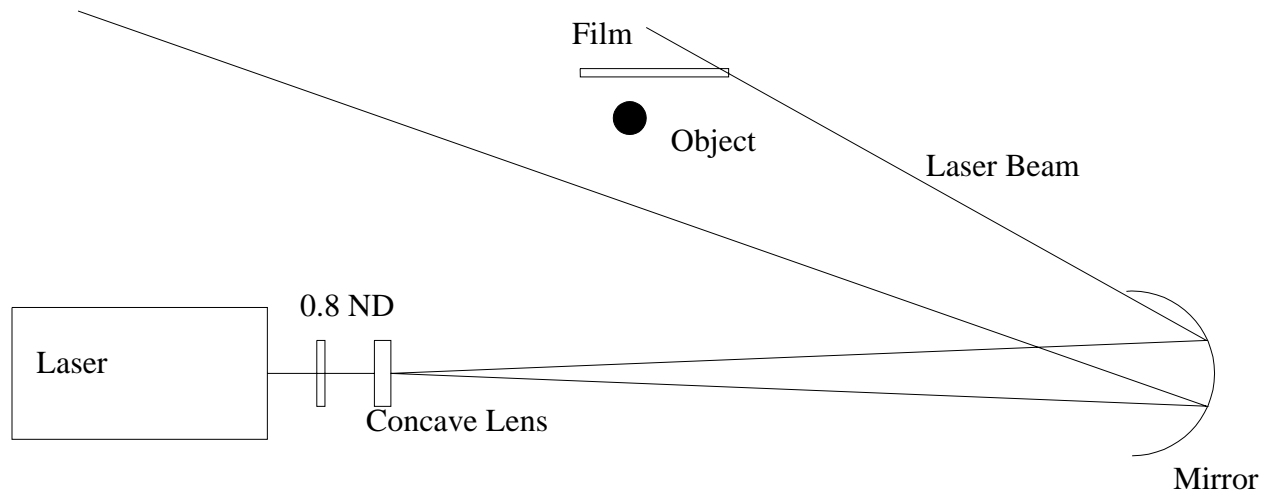 Film
Object
Laser Beam
0.8 ND
Laser
Concave Lens
Mirror